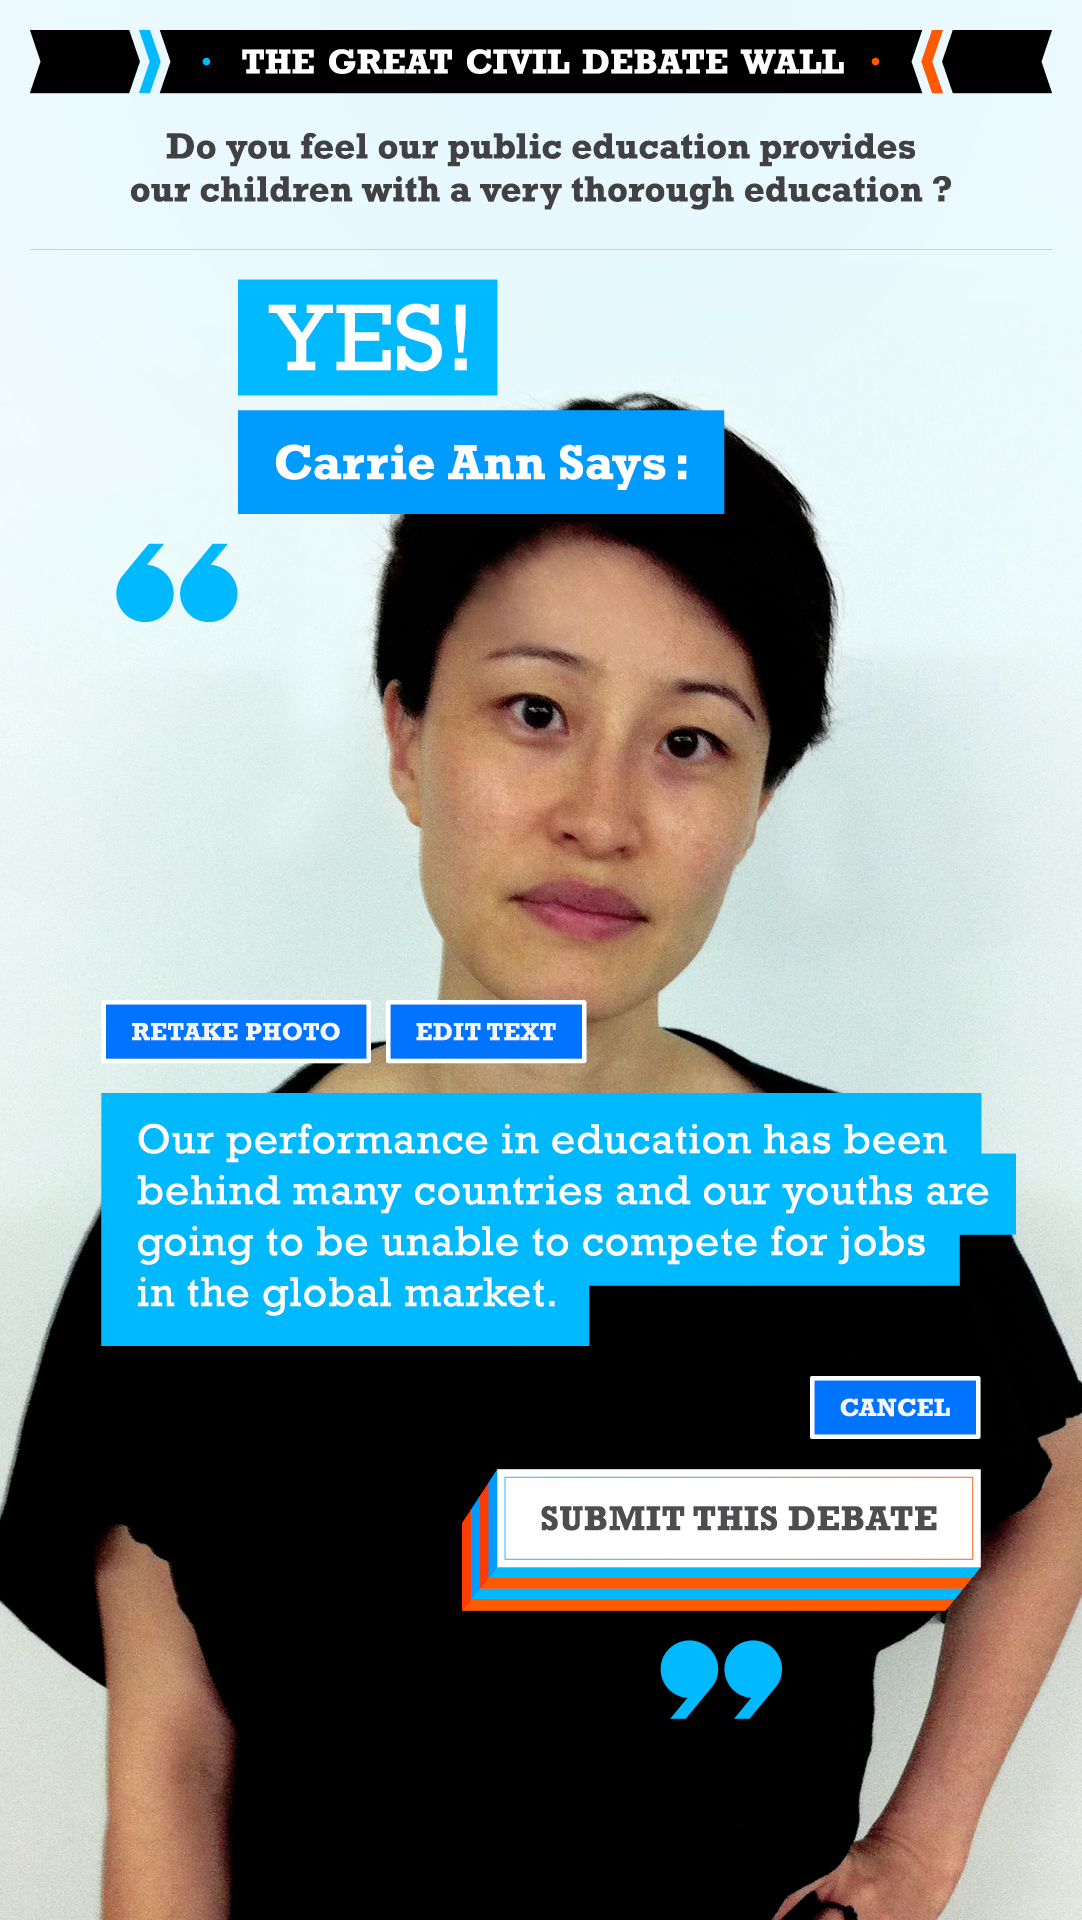 THE GREAT CIVIL DEBATE WALL
Do you feel our public education provides
our children with a very thorough education ?
YES!
Carrie Ann Says :
“
RETAKE PHOTO
EDIT TEXT
Our performance in education has been
behind many countries and our youths are
going to be unable to compete for jobs
in the global market.
CANCEL
SUBMIT THIS DEBATE
”